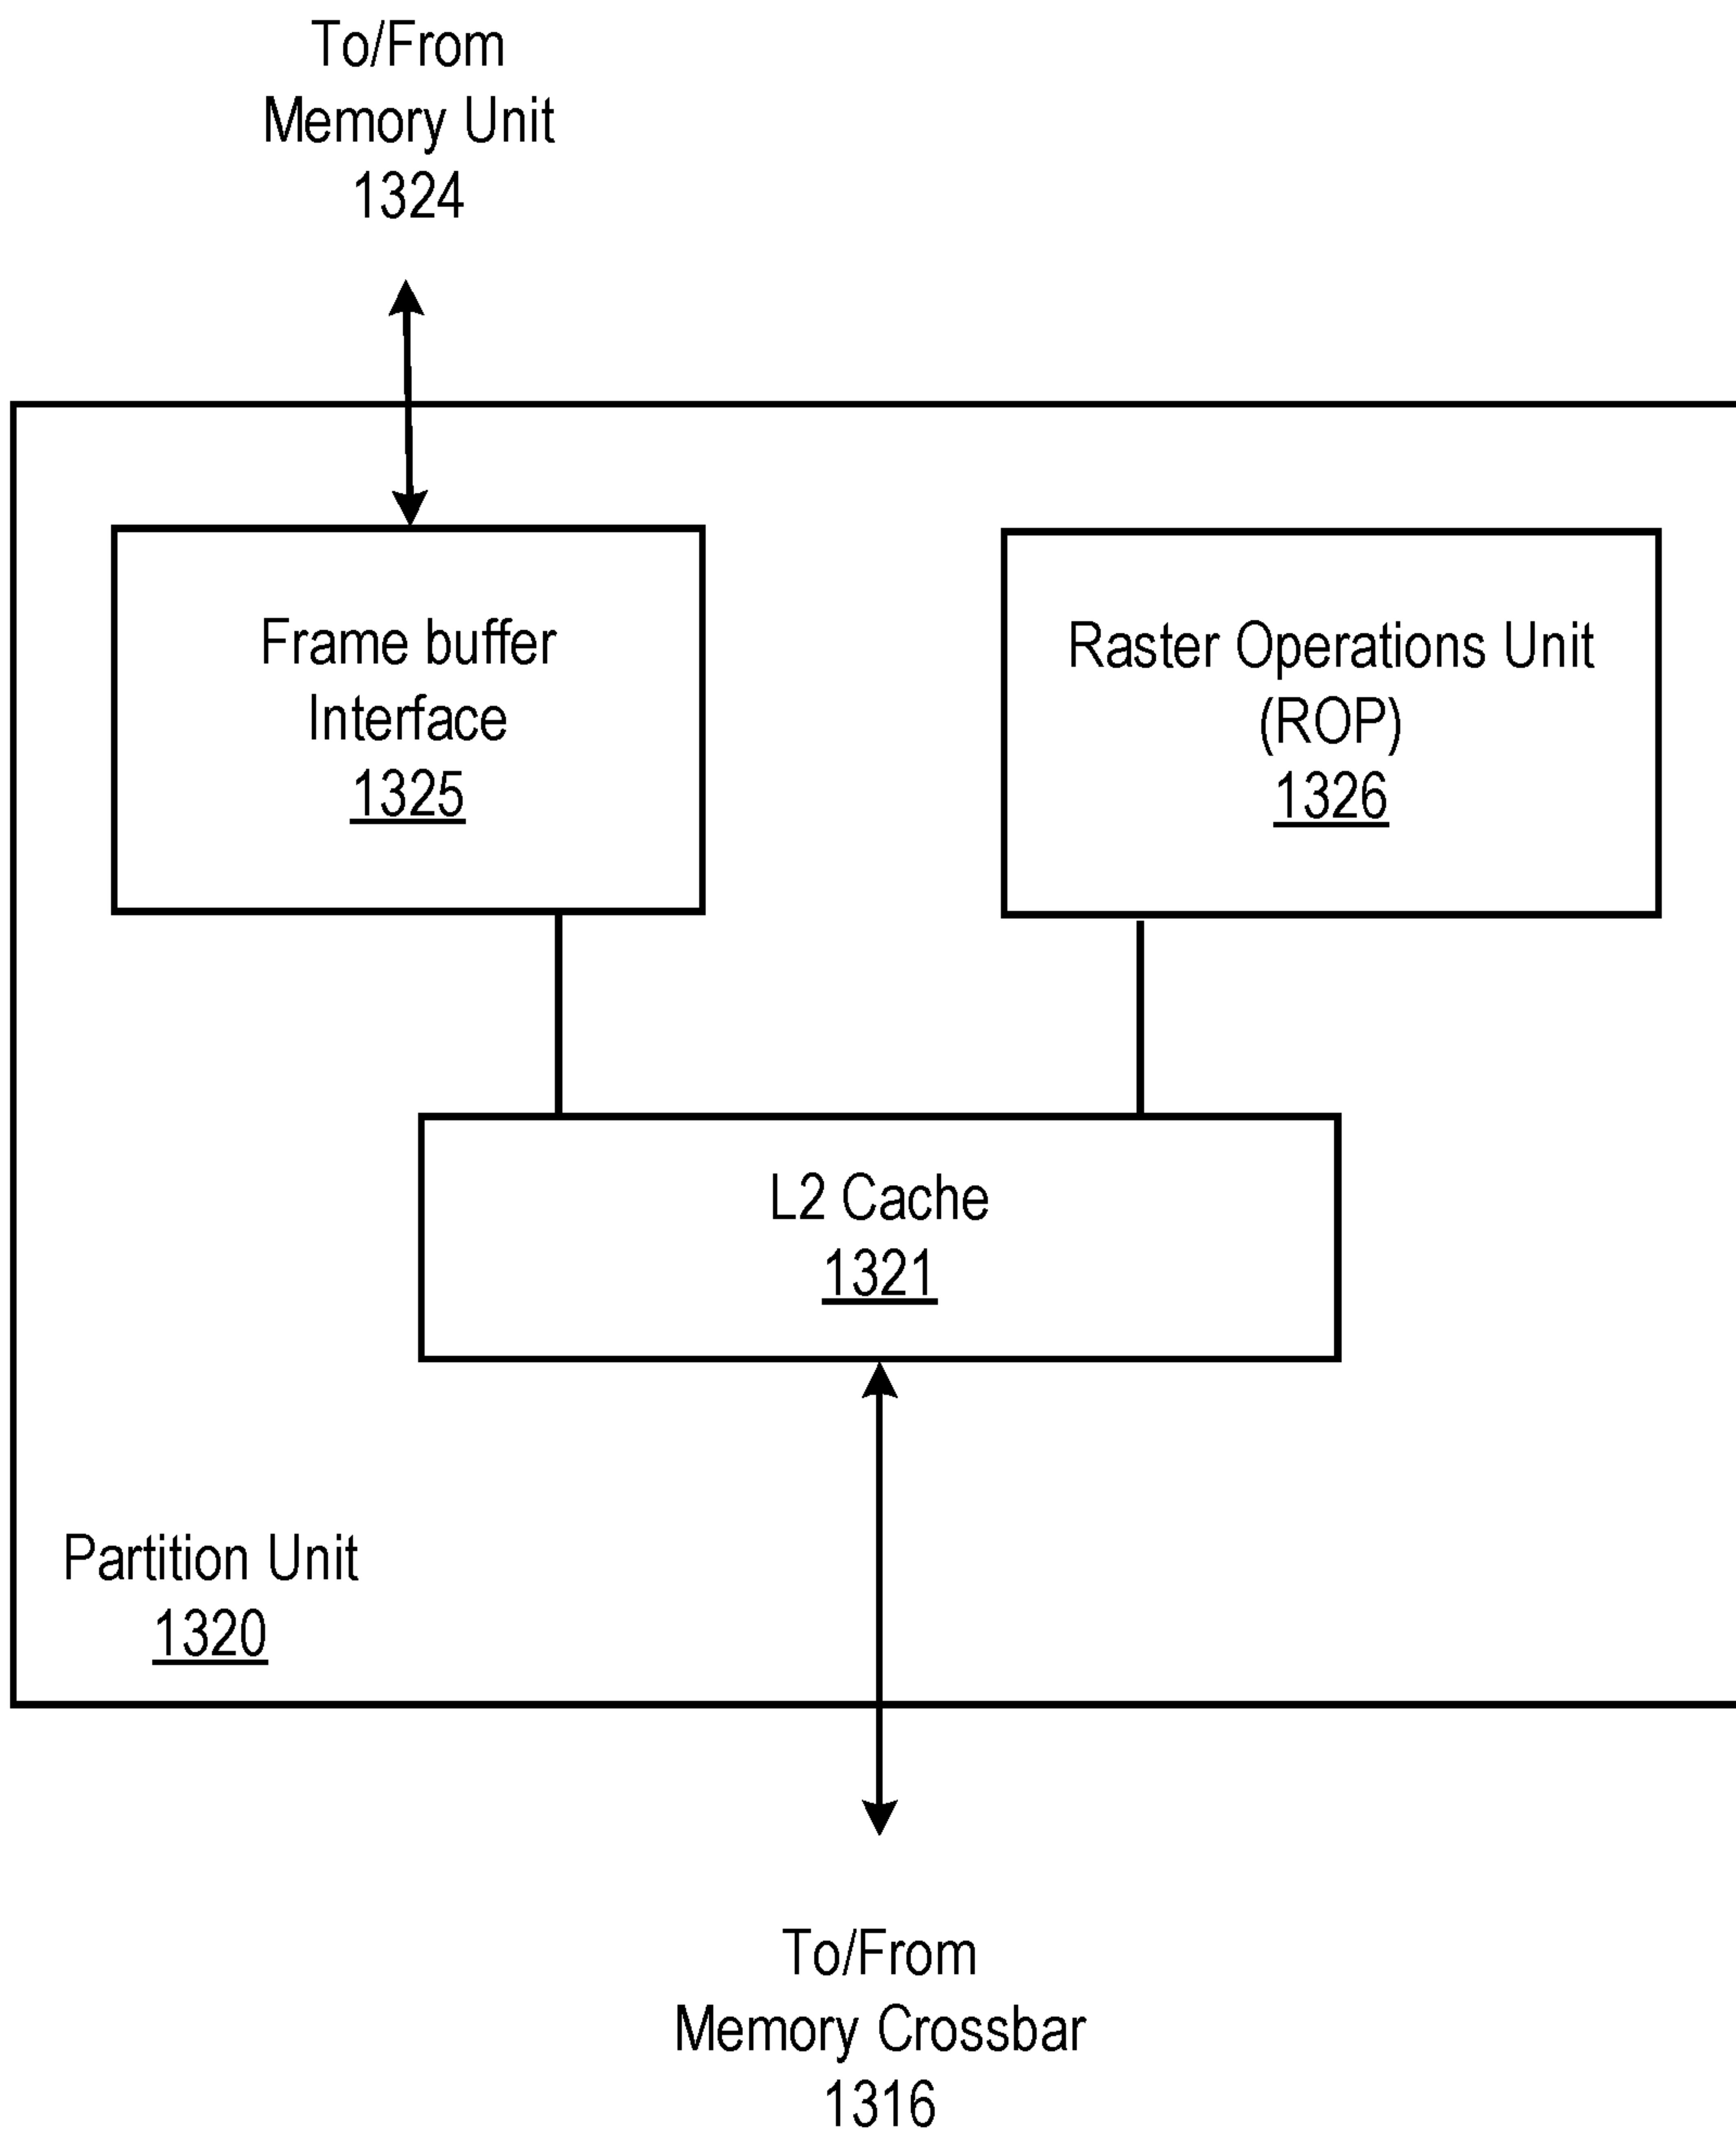 To/From
Memory Unit
1324
Frame buffer
Interface
1325
Raster Operations Unit
(ROP)
1326
L2 Cache
1321
Partition Unit
1320
To/From
Memory Crossbar
1316